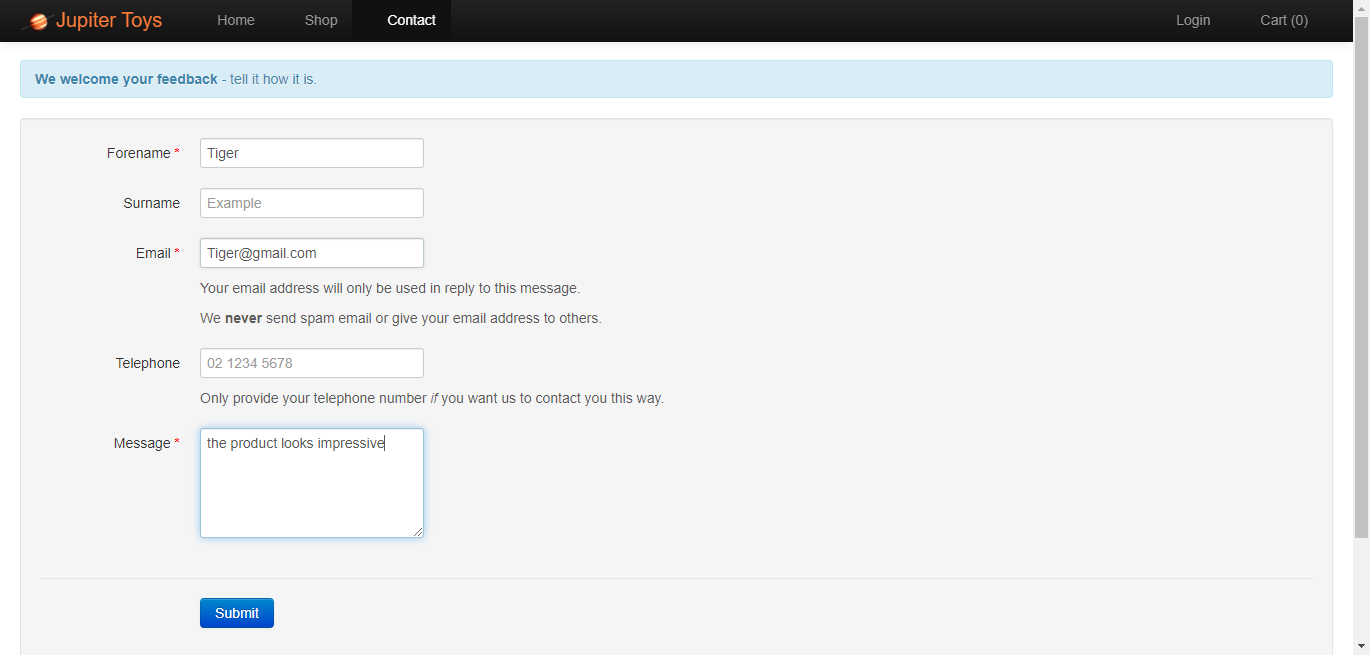 Jupiter Toys Home Shop Contact Login Cart (0)
We welcome your feedback - tell it how it is.
Forename * Tiger
Surname Example
Email * Tiger@gmail.com
Your email address will only be used in reply to this message.
We never send spam email or give your email address to others.
Telephone 02 1234 5678
Only provide your telephone number if you want us to contact you this way.
Message * the product looks impressive
Submit